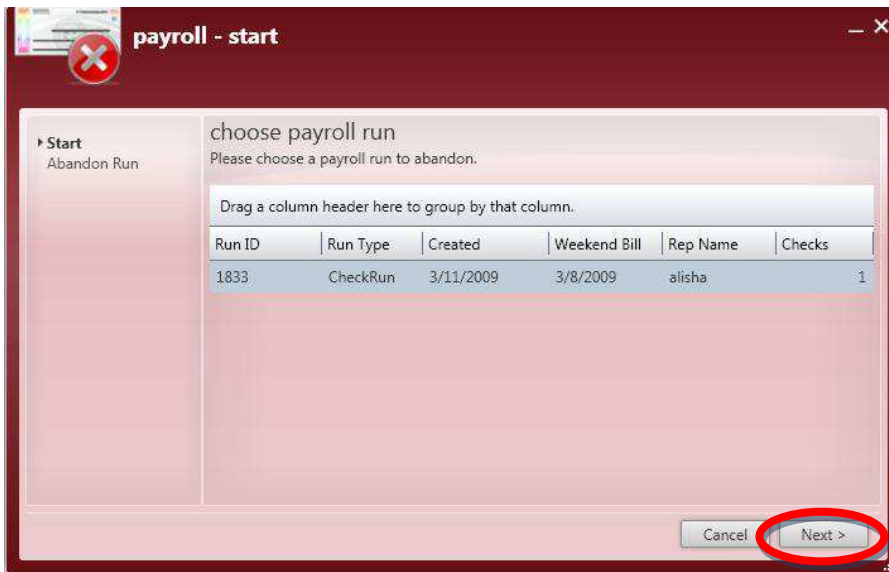 payroll - start
Start
Abandon Run
choose payroll run
Please choose a payroll run to abandon.
Drag a column header here to group by that column.
Run ID Run Type Created Weekend Bill Rep Name Checks
1833 CheckRun 3/11/2009 3/8/2009 alisha 1
Cancel Next >